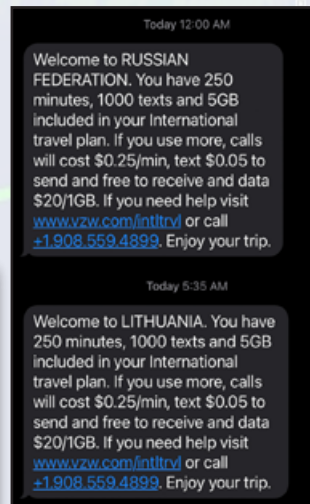 Today 12:00 AM
Welcome to RUSSIAN
FEDERATION. You have 250
minutes, 1000 texts and 5GB
included in your International
travel plan. If you use more, calls
will cost $0.25/min, text $0.05 to
send and free to receive and data
$20/1GB. If you need help visit
www.vzw.com/intltrvl or call
+1.908.559.4899. Enjoy your trip.
Today 5:35 AM
Welcome to LITHUANIA. You have
250 minutes, 1000 texts and 5GB
included in your International
travel plan. If you use more, calls
will cost $0.25/min, text $0.05 to
send and free to receive and data
$20/1GB. If you need help visit
www.vzw.com/intltrvl or call
+1.908.559.4899. Enjoy your trip.